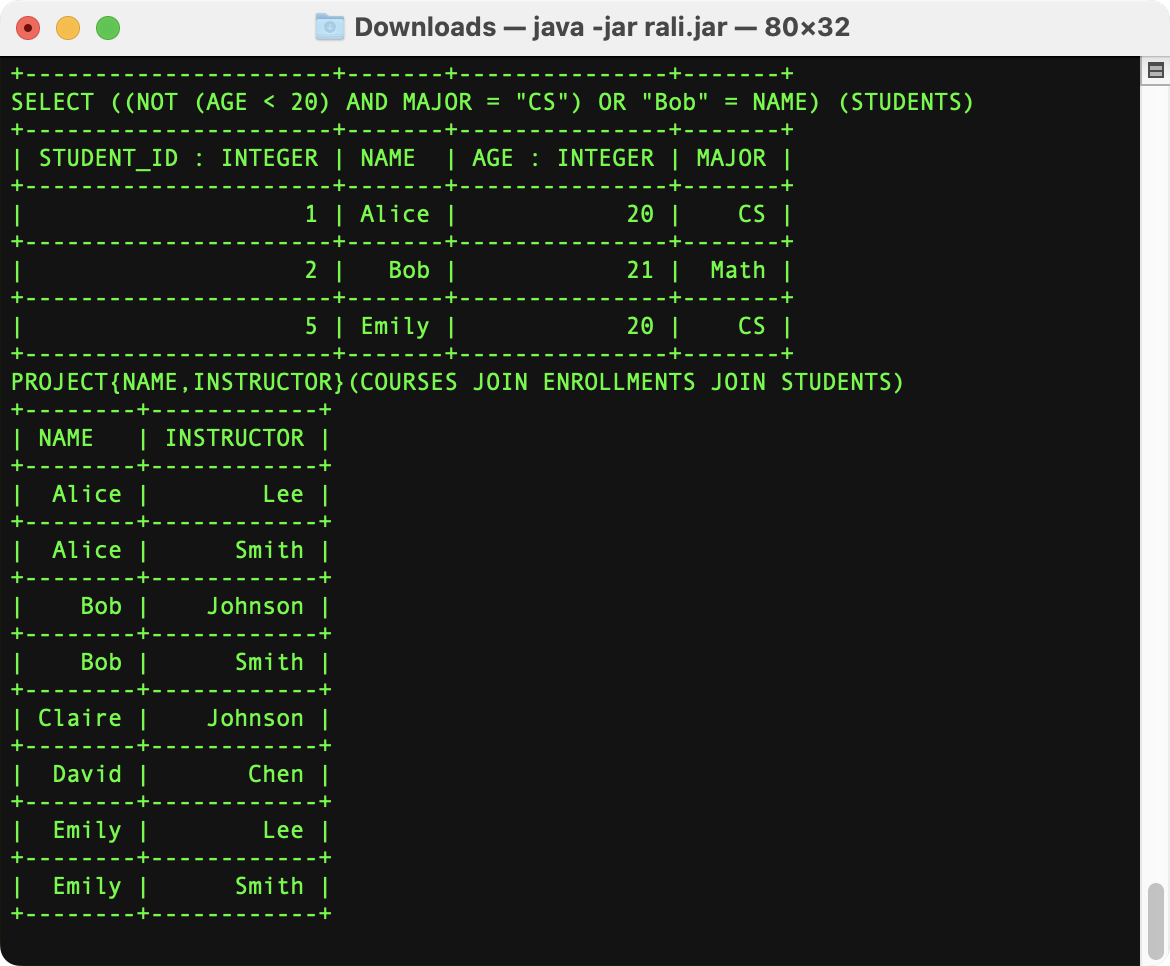 Downloads — java -jar rali.jar — 80×32
+----------------------+-------+---------------+-------+
SELECT ((NOT (AGE < 20) AND MAJOR = "CS") OR "Bob" = NAME) (STUDENTS)
+----------------------+-------+---------------+-------+
| STUDENT_ID : INTEGER | NAME  | AGE : INTEGER | MAJOR |
+----------------------+-------+---------------+-------+
|                    1 | Alice |            20 |    CS |
+----------------------+-------+---------------+-------+
|                    2 |   Bob |            21 |  Math |
+----------------------+-------+---------------+-------+
|                    5 | Emily |            20 |    CS |
+----------------------+-------+---------------+-------+
PROJECT{NAME,INSTRUCTOR}(COURSES JOIN ENROLLMENTS JOIN STUDENTS)
+--------+------------+
| NAME   | INSTRUCTOR |
+--------+------------+
|  Alice |        Lee |
+--------+------------+
|  Alice |      Smith |
+--------+------------+
|    Bob |    Johnson |
+--------+------------+
|    Bob |      Smith |
+--------+------------+
| Claire |    Johnson |
+--------+------------+
|  David |       Chen |
+--------+------------+
|  Emily |        Lee |
+--------+------------+
|  Emily |      Smith |
+--------+------------+